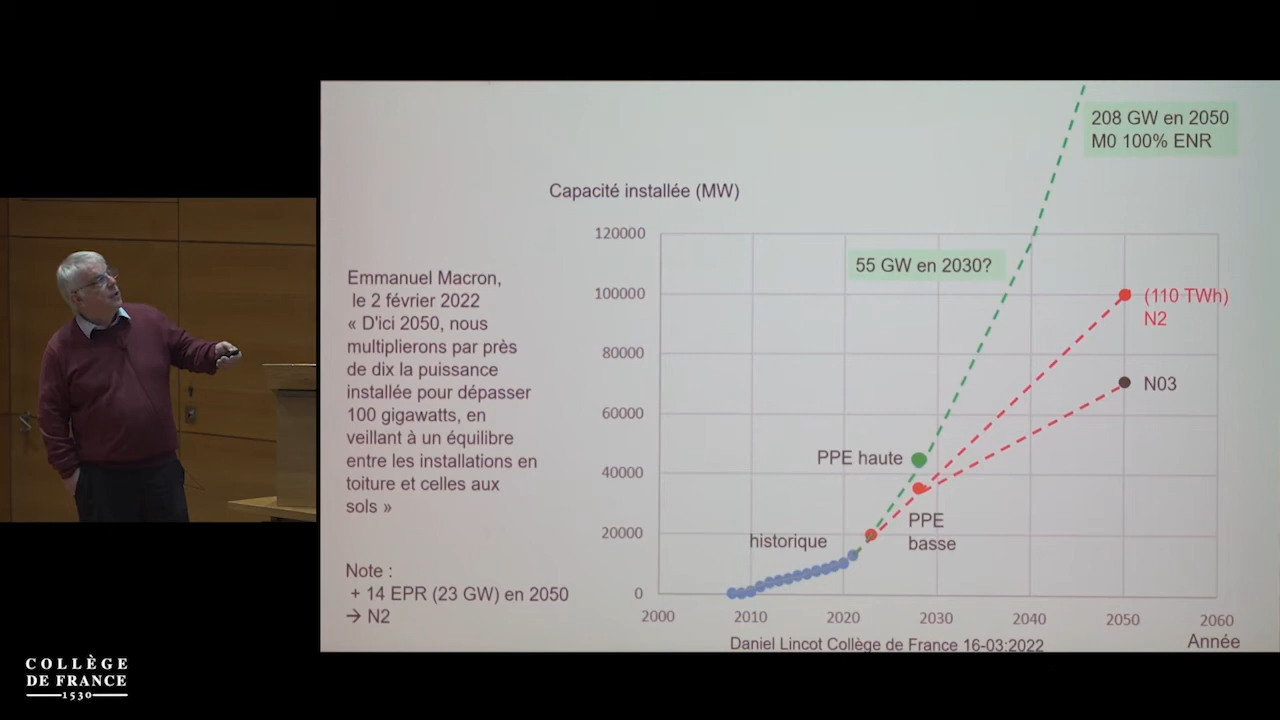 208 GW en 2050
M0 100% ENR
Capacité installée (MW)
120000
100000
80000
60000
40000
20000
0
55 GW en 2030?
(110 TWh)
N2
N03
PPE haute
PPE
basse
historique
2000
2010
2020
2030
2040
2050
2060
Année
Daniel Lincot Collège de France 16-03:2022
Emmanuel Macron,
le 2 février 2022
« D'ici 2050, nous
multiplierons par près
de dix la puissance
installée pour dépasser
100 gigawatts, en
veillant à un équilibre
entre les installations en
toiture et celles aux
sols »
Note :
+ 14 EPR (23 GW) en 2050
→ N2
COLLÈGE
DE FRANCE
1530